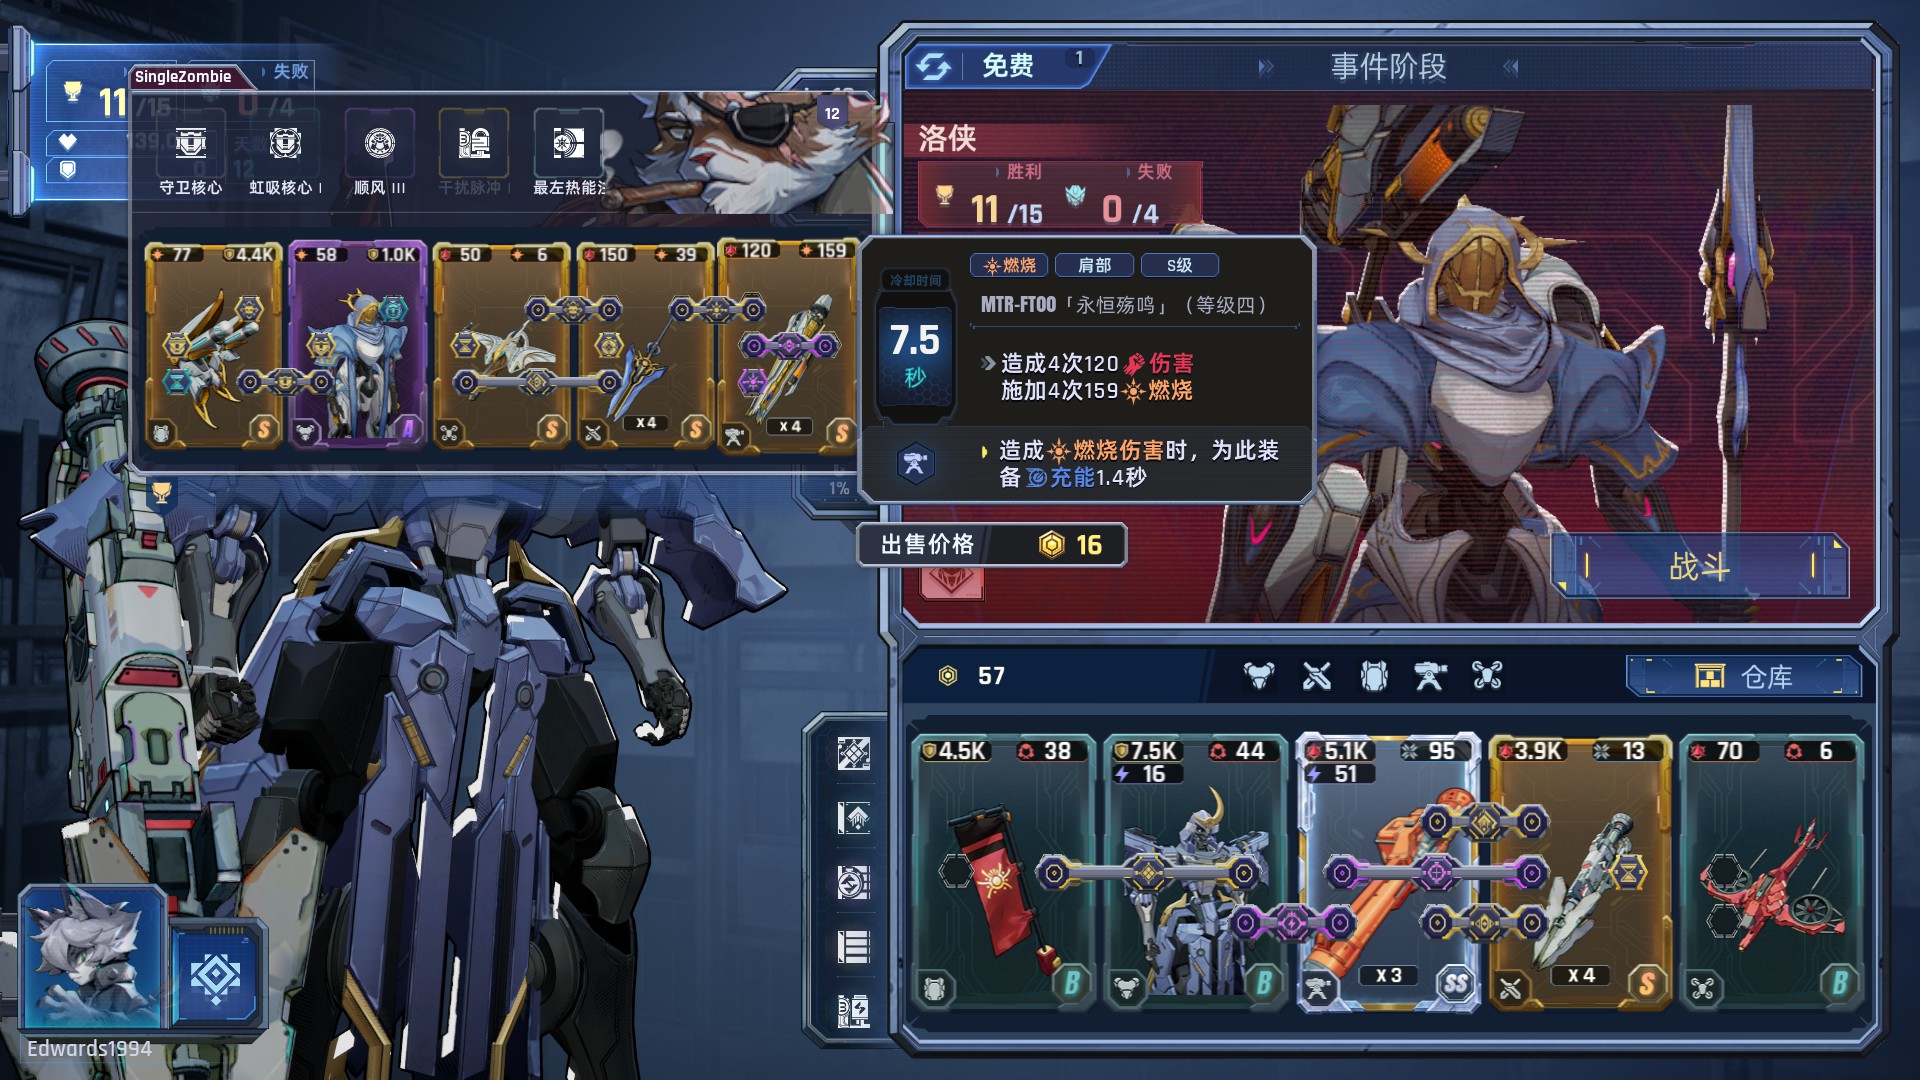 SingleZombie
失败
11
/15
0
/4
12
守卫核心
虹吸核心 I
顺风 III
干扰脉冲 I
最左热能
77
4.4K
58
1.0K
50
6
150
39
120
159
S
A
S
x4
S
x4
S
1%
免费
1
事件阶段
洛侠
胜利
失败
11 /15
0 /4
冷却时间
7.5
秒
燃烧
肩部
S级
MTR-FT00「永恒殇鸣」（等级四）
造成4次120伤害
施加4次159燃烧
造成燃烧伤害时，为此装
备充能1.4秒
出售价格
16
战斗
57
仓库
4.5K
38
7.5K
44
16
5.1K
95
51
3.9K
13
70
6
B
B
x3
SS
x4
S
B
Edwards1994